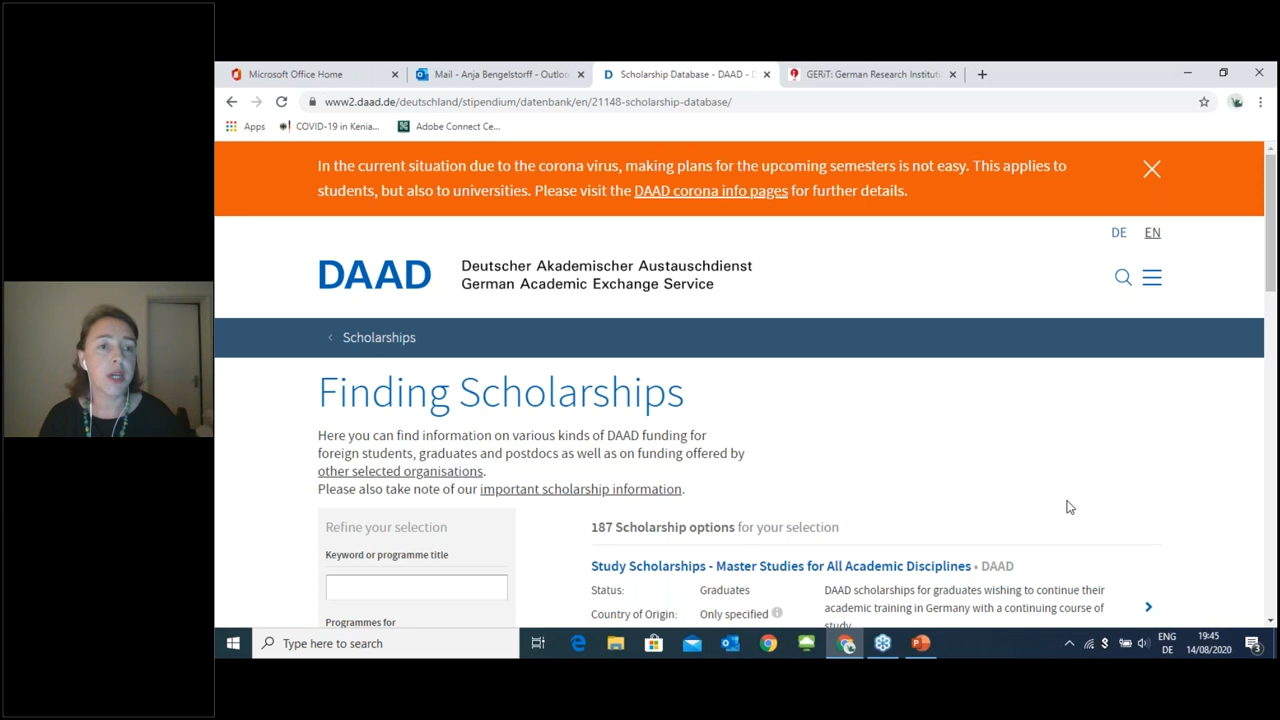 Microsoft Office Home
Mail - Anja Bengelstorff - Outloo
Scholarship Database - DAAD - D
GERiT: German Research Instituti
www2.daad.de/deutschland/stipendium/datenbank/en/21148-scholarship-database/
Apps
COVID-19 in Kenia...
Adobe Connect Ce...
In the current situation due to the corona virus, making plans for the upcoming semesters is not easy. This applies to
students, but also to universities. Please visit the DAAD corona info pages for further details.
DE EN
DAAD
Deutscher Akademischer Austauschdienst
German Academic Exchange Service
Scholarships
Finding Scholarships
Here you can find information on various kinds of DAAD funding for
foreign students, graduates and postdocs as well as on funding offered by
other selected organisations.
Please also take note of our important scholarship information.
Refine your selection
Keyword or programme title
Programmes for
187 Scholarship options for your selection
Study Scholarships - Master Studies for All Academic Disciplines • DAAD
Status: Graduates
Country of Origin: Only specified
DAAD scholarships for graduates wishing to continue their
academic training in Germany with a continuing course of
study.
Type here to search
ENG
DE
19:45
14/08/2020
3